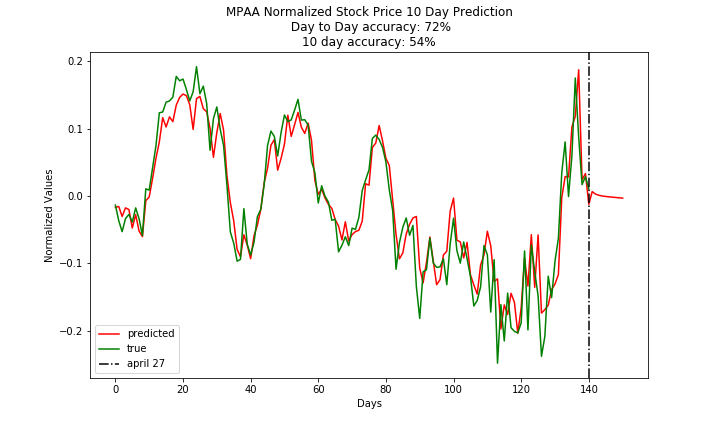 MPAA Normalized Stock Price 10 Day Prediction
Day to Day accuracy: 72%
10 day accuracy: 54%
0.2
0.1
0.0
−0.1
−0.2
Normalized Values
predicted
true
april 27
0 20 40 60 80 100 120 140
Days